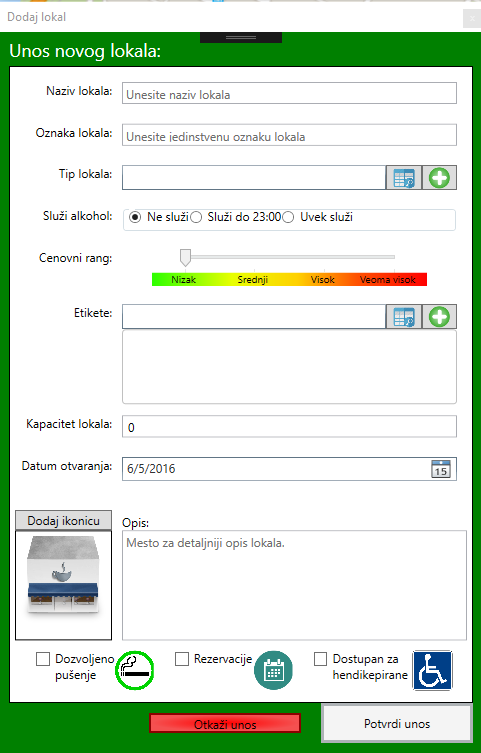 Dodaj lokal
x
Unos novog lokala:
Naziv lokala:
Unesite naziv lokala
Oznaka lokala:
Unesite jedinstvenu oznaku lokala
Tip lokala:
Služi alkohol:
Ne služi
Služi do 23:00
Uvek služi
Cenovni rang:
Nizak
Srednji
Visok
Veoma visok
Etikete:
Kapacitet lokala:
0
Datum otvaranja:
6/5/2016
15
Dodaj ikonicu
Opis:
Mesto za detaljniji opis lokala.
Dozvoljeno
pušenje
Rezervacije
Dostupan za
hendikepirane
Otkaži unos
Potvrdi unos